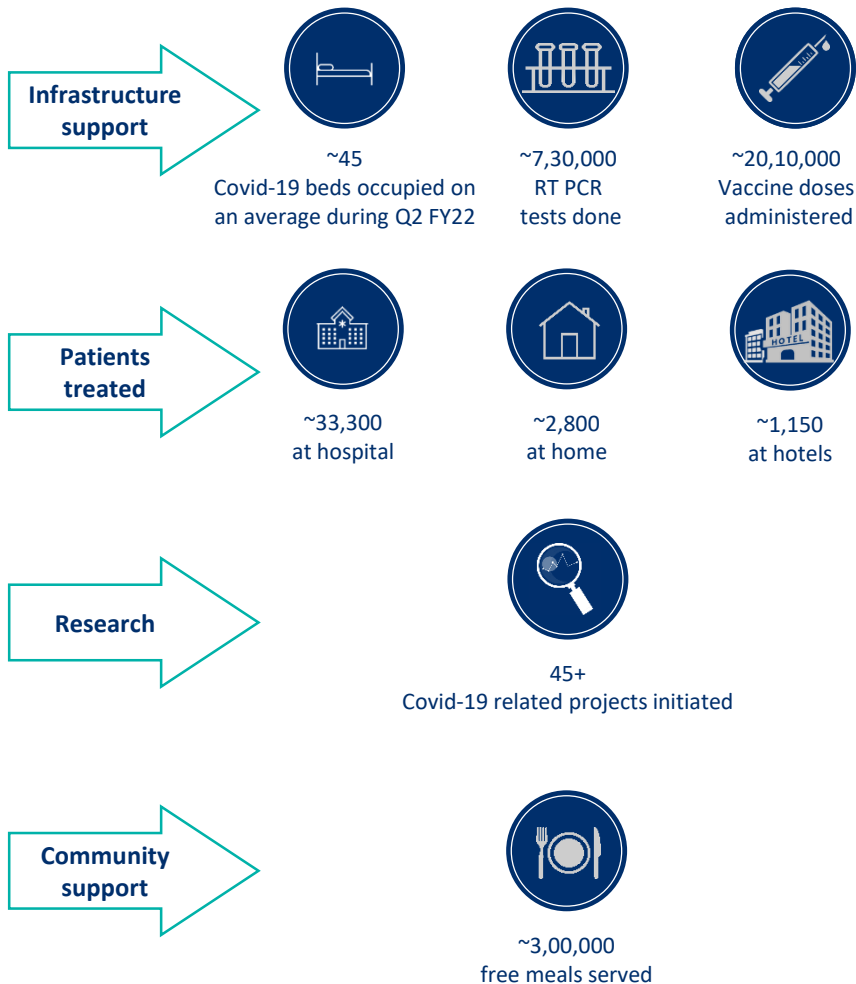 Infrastructure
support
~45
Covid-19 beds occupied on
an average during Q2 FY22
~7,30,000
RT PCR
tests done
~20,10,000
Vaccine doses
administered
Patients
treated
~33,300
at hospital
~2,800
at home
HOTEL
~1,150
at hotels
Research
45+
Covid-19 related projects initiated
Community
support
~3,00,000
free meals served